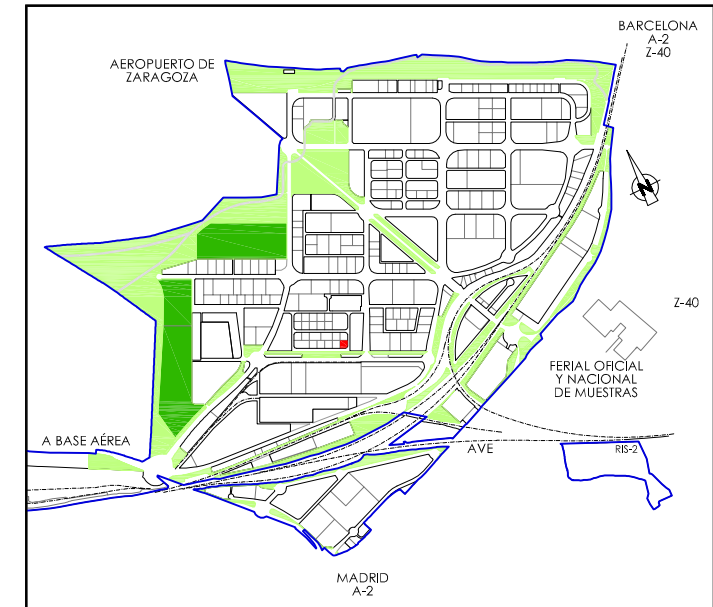 BARCELONA
A-2
Z-40
AEROPUERTO DE
ZARAGOZA
N
Z-40
FERIAL OFICIAL
Y NACIONAL
DE MUESTRAS
A BASE AÉREA
AVE
RIS-2
MADRID
A-2